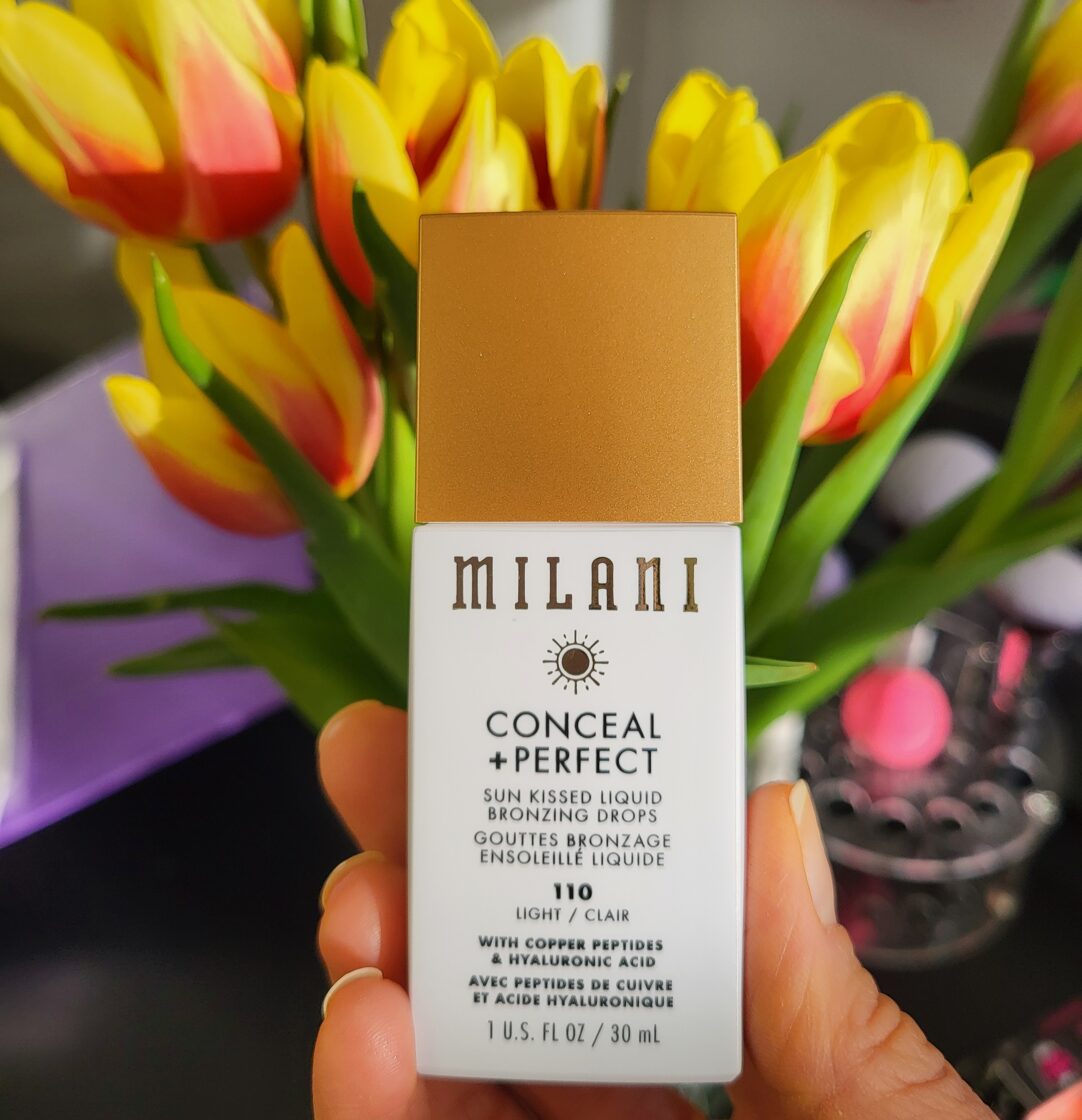 MILANI
CONCEAL
+PERFECT
SUN KISSED LIQUID
BRONZING DROPS
GOUTTES BRONZAGE
ENSOLEILLÉ LIQUIDE
110
LIGHT / CLAIR
WITH COPPER PEPTIDES
& HYALURONIC ACID
AVEC PEPTIDES DE CUIVRE
ET ACIDE HYALURONIQUE
1 U.S. FL OZ / 30 mL